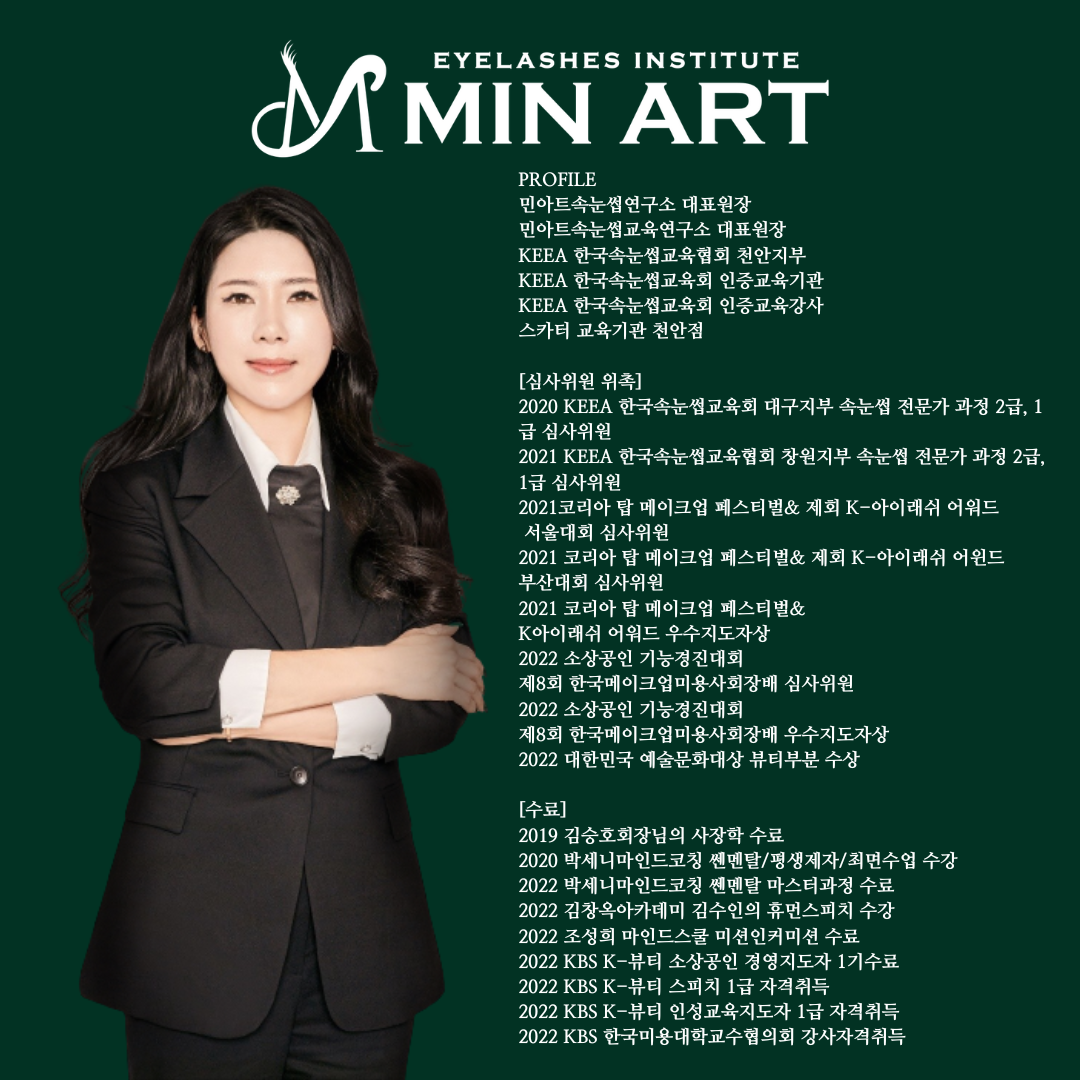 EYELASHES INSTITUTE
MIN ART
PROFILE
민아트속눈썹연구소 대표원장
민아트속눈썹교육연구소 대표원장
KEEA 한국속눈썹교육협회 천안지부
KEEA 한국속눈썹교육회 인증교육기관
KEEA 한국속눈썹교육회 인증교육강사
스카터 교육기관 천안점
[심사위원 위촉]
2020 KEEA 한국속눈썹교육회 대구지부 속눈썹 전문가 과정 2급, 1
급 심사위원
2021 KEEA 한국속눈썹교육협회 창원지부 속눈썹 전문가 과정 2급,
1급 심사위원
2021코리아 탑 메이크업 페스티벌& 제회 K-아이래쉬 어워드
서울대회 심사위원
2021 코리아 탑 메이크업 페스티벌& 제회 K-아이래쉬 어윈드
부산대회 심사위원
2021 코리아 탑 메이크업 페스티벌&
K아이래쉬 어워드 우수지도자상
2022 소상공인 기능경진대회
제8회 한국메이크업미용사회장배 심사위원
2022 소상공인 기능경진대회
제8회 한국메이크업미용사회장배 우수지도자상
2022 대한민국 예술문화대상 뷰티부분 수상
[수료]
2019 김승호회장님의 사장학 수료
2020 박세니마인드코칭 쎈멘탈/평생제자/최면수업 수강
2022 박세니마인드코칭 쎈멘탈 마스터과정 수료
2022 김창옥아카데미 김수인의 휴먼스피치 수강
2022 조성희 마인드스쿨 미션인커미션 수료
2022 KBS K-뷰티 소상공인 경영지도자 1기수료
2022 KBS K-뷰티 스피치 1급 자격취득
2022 KBS K-뷰티 인성교육지도자 1급 자격취득
2022 KBS 한국미용대학교수협의회 강사자격취득